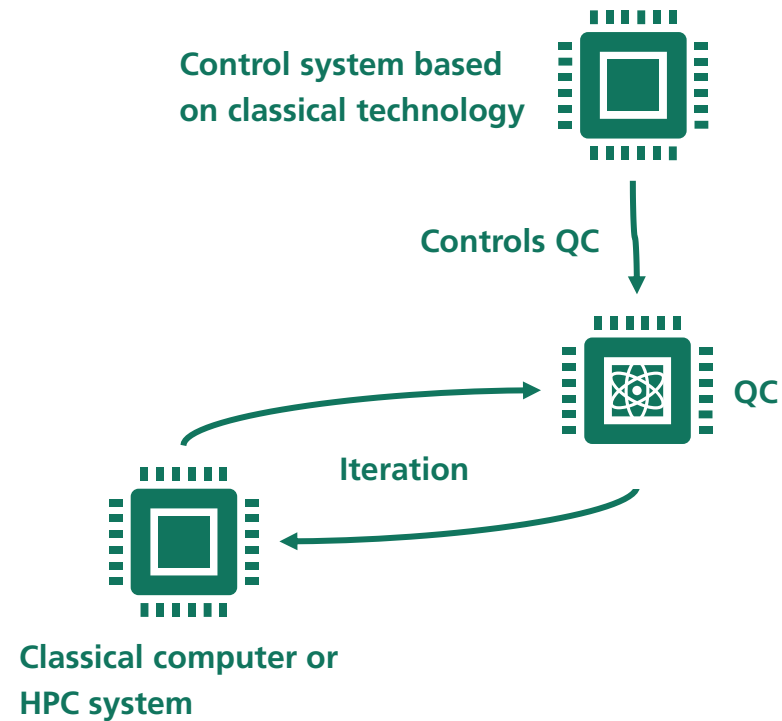 Control system based
on classical technology
Controls QC
QC
Iteration
Classical computer or
HPC system